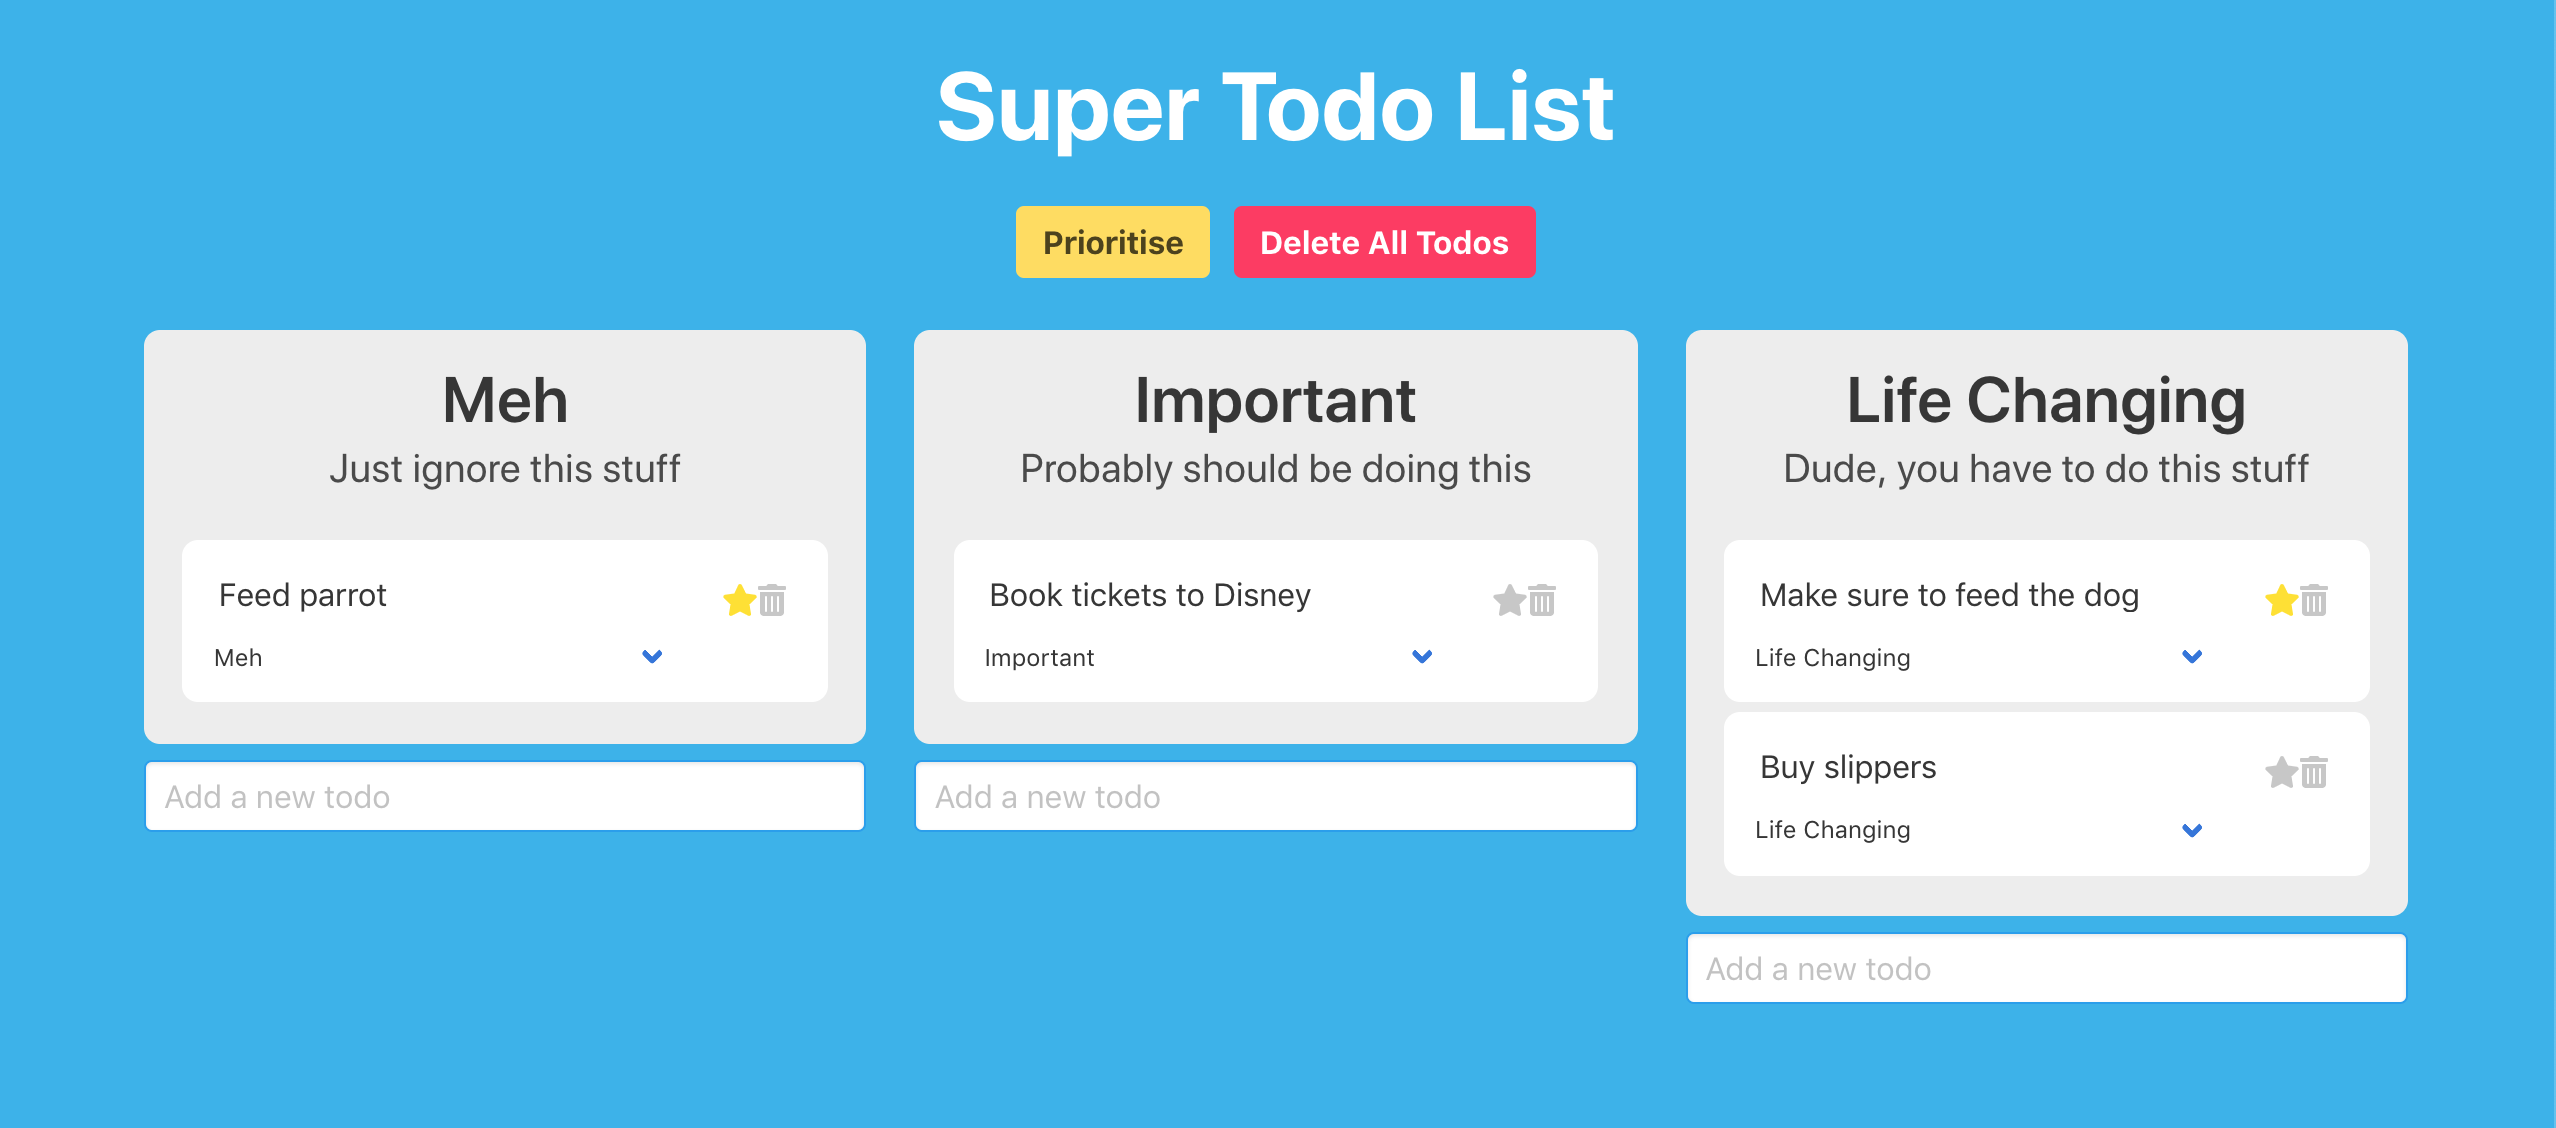 Super Todo List
Prioritise
Delete All Todos
Meh
Just ignore this stuff
Feed parrot
Meh
Add a new todo
Important
Probably should be doing this
Book tickets to Disney
Important
Add a new todo
Life Changing
Dude, you have to do this stuff
Make sure to feed the dog
Life Changing
Buy slippers
Life Changing
Add a new todo